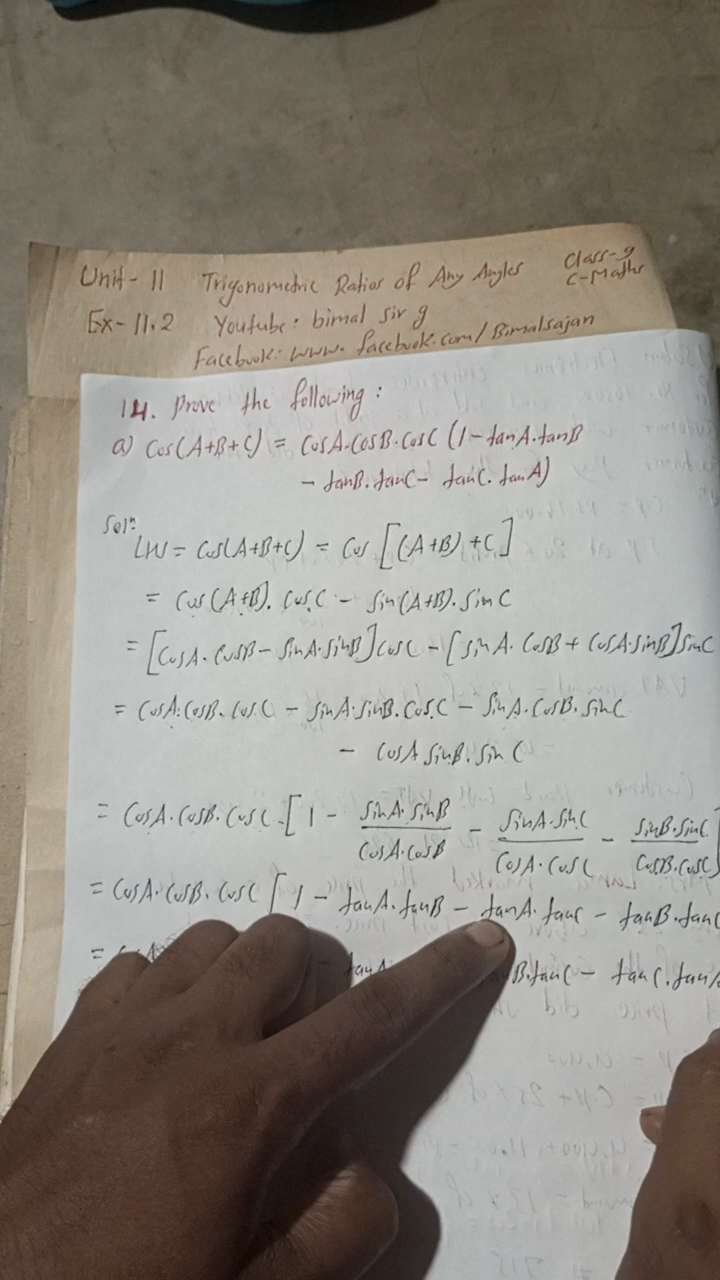 Unit- 11 Trigonometric Ratios of Any Angles Class-9
Ex- 11.2 Youtube: bimal sir g C-Maths
Facebook: www. facebook.com/Bimalsajan
14. Prove the following:
a) Cos(A+B+C) = CosA.CosB.CosC (1-tanA.tanB
- tanB.tanC- tanC.tanA)
Sol:
LHS = Cos(A+B+C) = Cos [(A+B)+C]
= Cos(A+B). CosC - Sin(A+B).SinC
= [CosA. CosB- SinA.SinB]CosC -[SinA. CosB+ CosA.SinB]SinC
= CosA.CosB. CosC - SinA.SinB.CosC - SinA.CosB.SinC
- CosA SinB.Sin C
= CosA.CosB.CosC.[1 - SinA.SinB/CosA.CosB - SinA.SinC/CosA.CosC - SinB.SinC/CosB.CosC]
= CosA.CosB. CosC [1 - tanA.tanB - tanA. tanC - tanB.tanC
= B.tanC - tanC.tanA